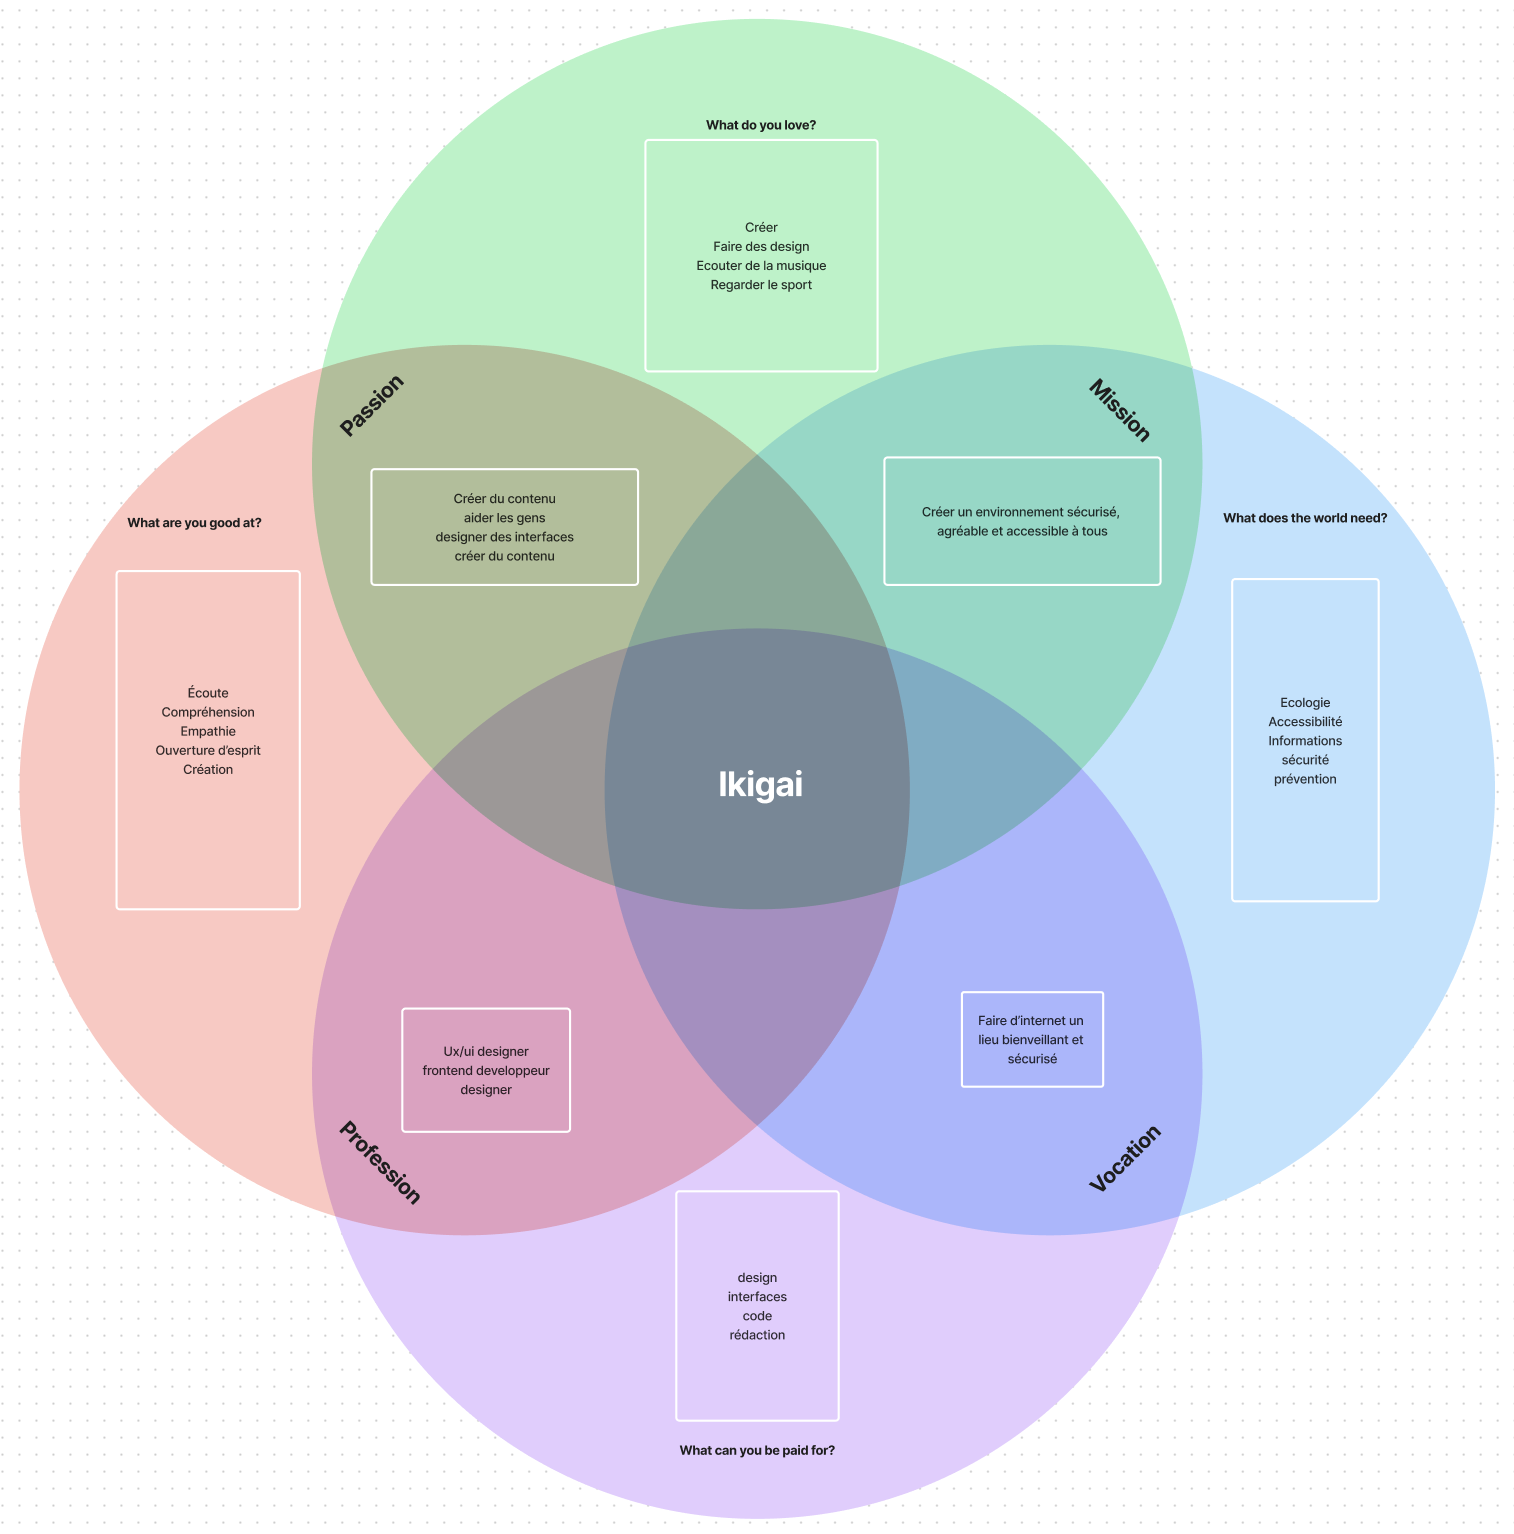 What do you love?
Créer
Faire des design
Ecouter de la musique
Regarder le sport
Passion
Mission
Créer du contenu
aider les gens
designer des interfaces
créer du contenu
Créer un environnement sécurisé,
agréable et accessible à tous
What are you good at?
What does the world need?
Écoute
Compréhension
Empathie
Ouverture d’esprit
Création
Ikigai
Ecologie
Accessibilité
Informations
sécurité
prévention
Ux/ui designer
frontend developpeur
designer
Faire d’internet un
lieu bienveillant et
sécurisé
Profession
Vocation
design
interfaces
code
rédaction
What can you be paid for?